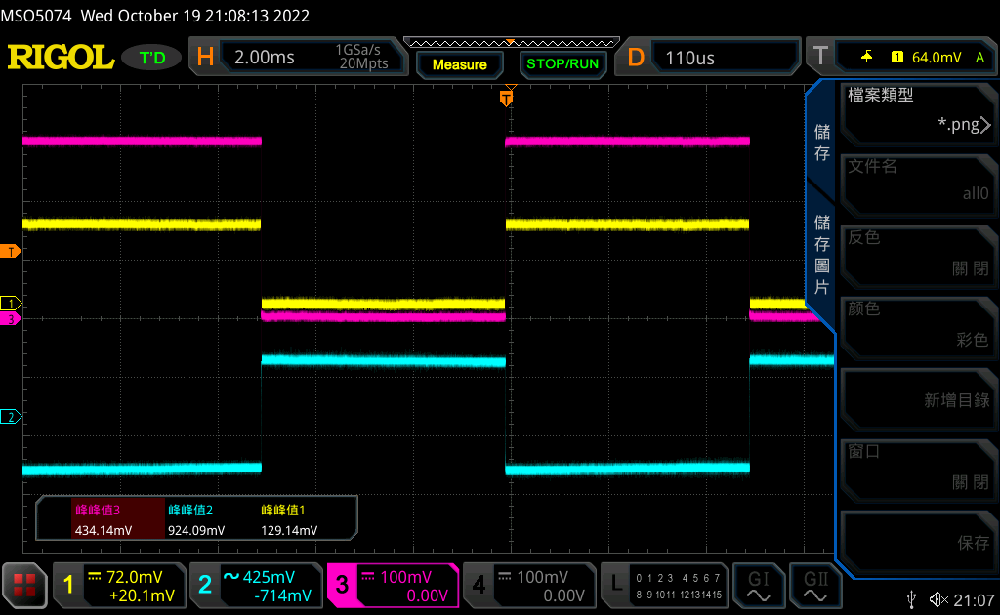 MSO5074 Wed October 19 21:08:13 2022
RIGOL T'D H 2.00ms 1GSa/s 20Mpts Measure STOP/RUN D 110us T 1 64.0mV A
T
檔案類型
*.png
儲存
文件名
all0
儲存圖片
反色
關閉
T
1
3
颜色
彩色
新增目錄
2
窗口
關閉
峰峰值3 峰峰值2 峰峰值1
434.14mV 924.09mV 129.14mV
保存
1 72.0mV +20.1mV
2 425mV -714mV
3 100mV 0.00V
4 100mV 0.00V
L 0 1 2 3 4 5 6 7
8 9 10 11 12 13 14 15
GI GII
21:07